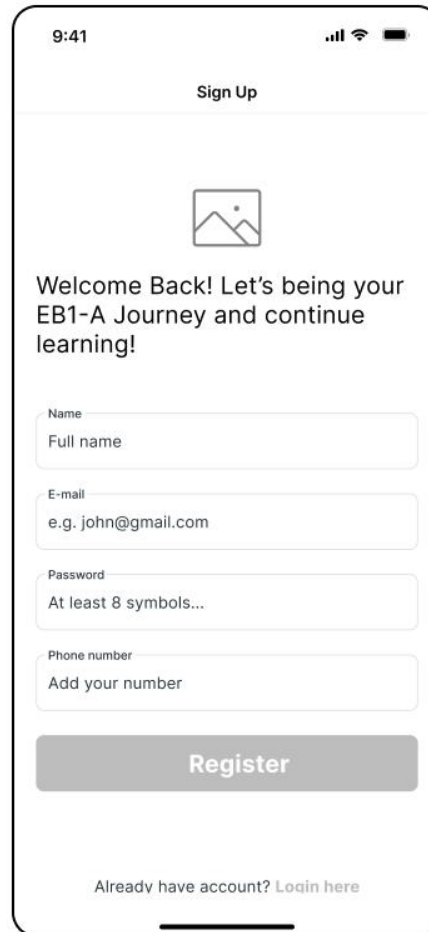 9:41
Sign Up
Welcome Back! Let's being your
EB1-A Journey and continue
learning!
Name
Full name
E-mail
e.g. john@gmail.com
Password
At least 8 symbols...
Phone number
Add your number
Register
Already have account? Login here